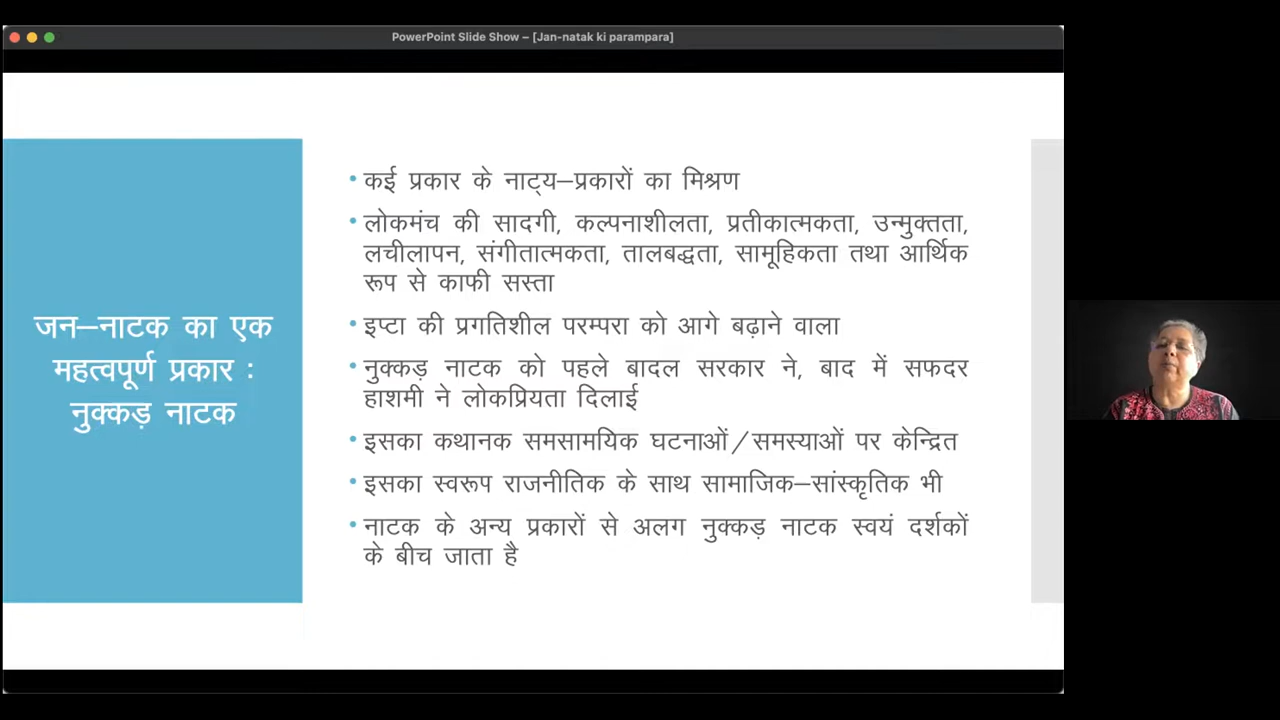 PowerPoint Slide Show – [Jan-natak ki parampara]
जन–नाटक का एक
महत्वपूर्ण प्रकार :
नुक्कड़ नाटक
• कई प्रकार के नाट्य–प्रकारों का मिश्रण
• लोकमंच की सादगी, कल्पनाशीलता, प्रतीकात्मकता, उन्मुक्तता,
लचीलापन, संगीतात्मकता, तालबद्धता, सामूहिकता तथा आर्थिक
रूप से काफी सस्ता
• इप्टा की प्रगतिशील परम्परा को आगे बढ़ाने वाला
• नुक्कड़ नाटक को पहले बादल सरकार ने, बाद में सफदर
हाशमी ने लोकप्रियता दिलाई
• इसका कथानक समसामयिक घटनाओं/समस्याओं पर केन्द्रित
• इसका स्वरूप राजनीतिक के साथ सामाजिक–सांस्कृतिक भी
• नाटक के अन्य प्रकारों से अलग नुक्कड़ नाटक स्वयं दर्शकों
के बीच जाता है